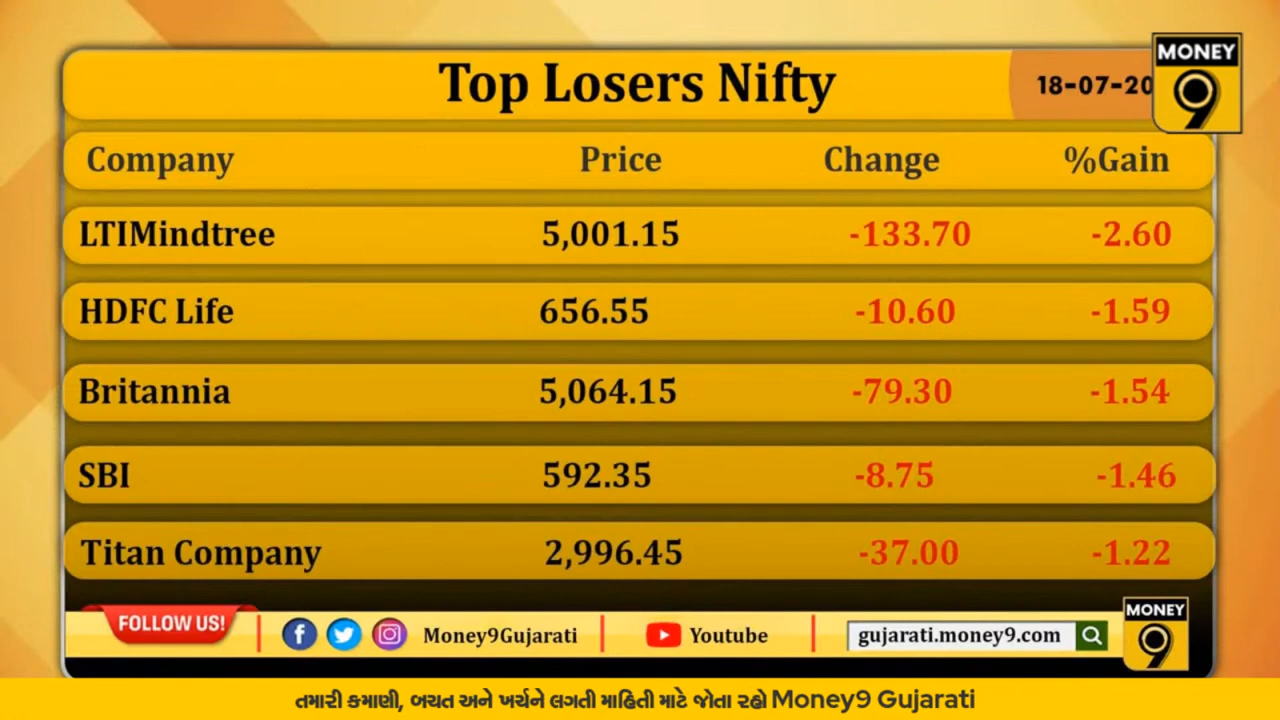 Top Losers Nifty
18-07-20
MONEY
9
Company Price Change %Gain
LTIMindtree 5,001.15 -133.70 -2.60
HDFC Life 656.55 -10.60 -1.59
Britannia 5,064.15 -79.30 -1.54
SBI 592.35 -8.75 -1.46
Titan Company 2,996.45 -37.00 -1.22
FOLLOW US! Money9Gujarati Youtube gujarati.money9.com
MONEY
9
તમારી કમાણી, બચત અને ખર્ચને લગતી માહિતી માટે જોતા રહો Money9 Gujarati